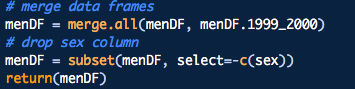 # merge data frames
menDF = merge.all(menDF, menDF.1999_2000)
# drop sex column
menDF = subset(menDF, select=-c(sex))
return(menDF)